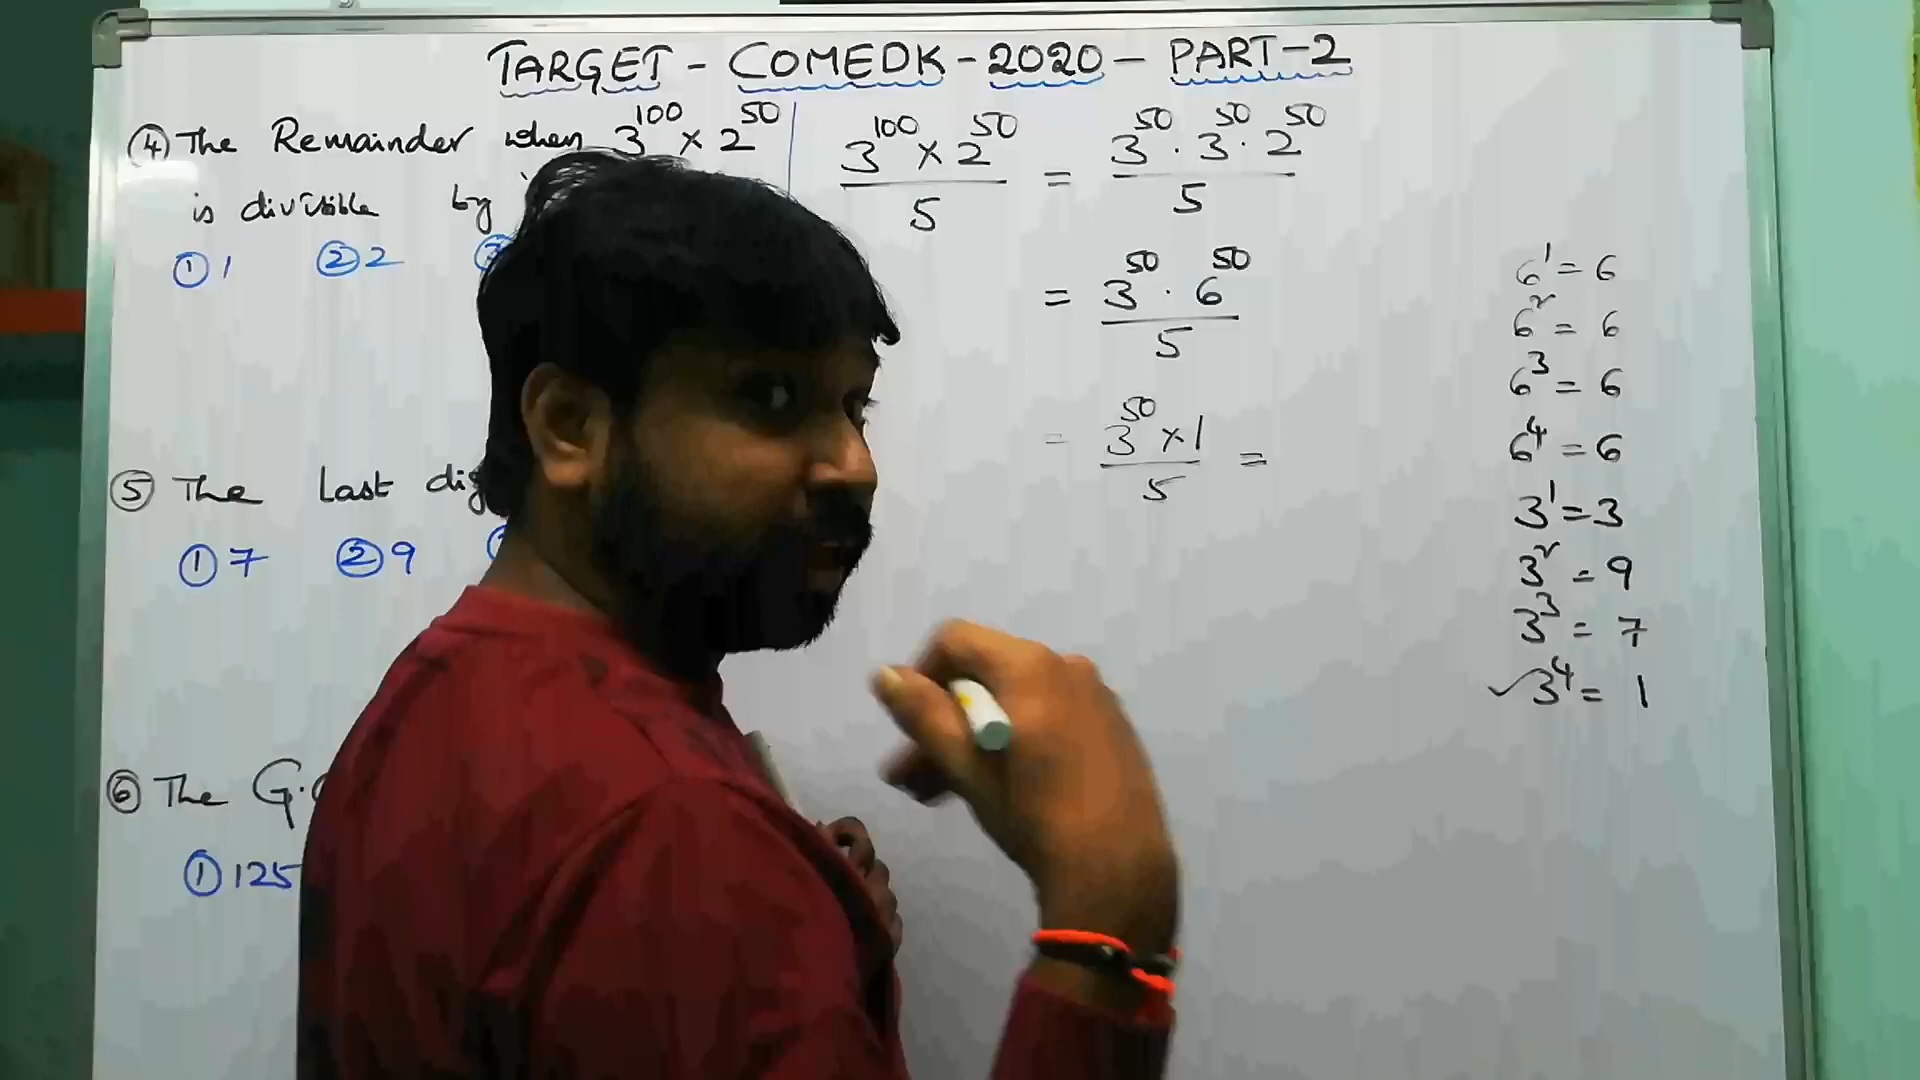 TARGET - COMEDK - 2020 - PART-2
④ The Remainder when 3^100 × 2^50
is divisible by
① 1 ② 2
⑤ The Last
① 7 ② 9
⑥ The
① 125
3^100 × 2^50 / 5 = 3^50 · 3^50 · 2^50 / 5
= 3^50 · 6^50 / 5
= 3^50 × 1 / 5 =
6^1 = 6
6^2 = 6
6^3 = 6
6^4 = 6
3^1 = 3
3^2 = 9
3^3 = 7
✓3^4 = 1